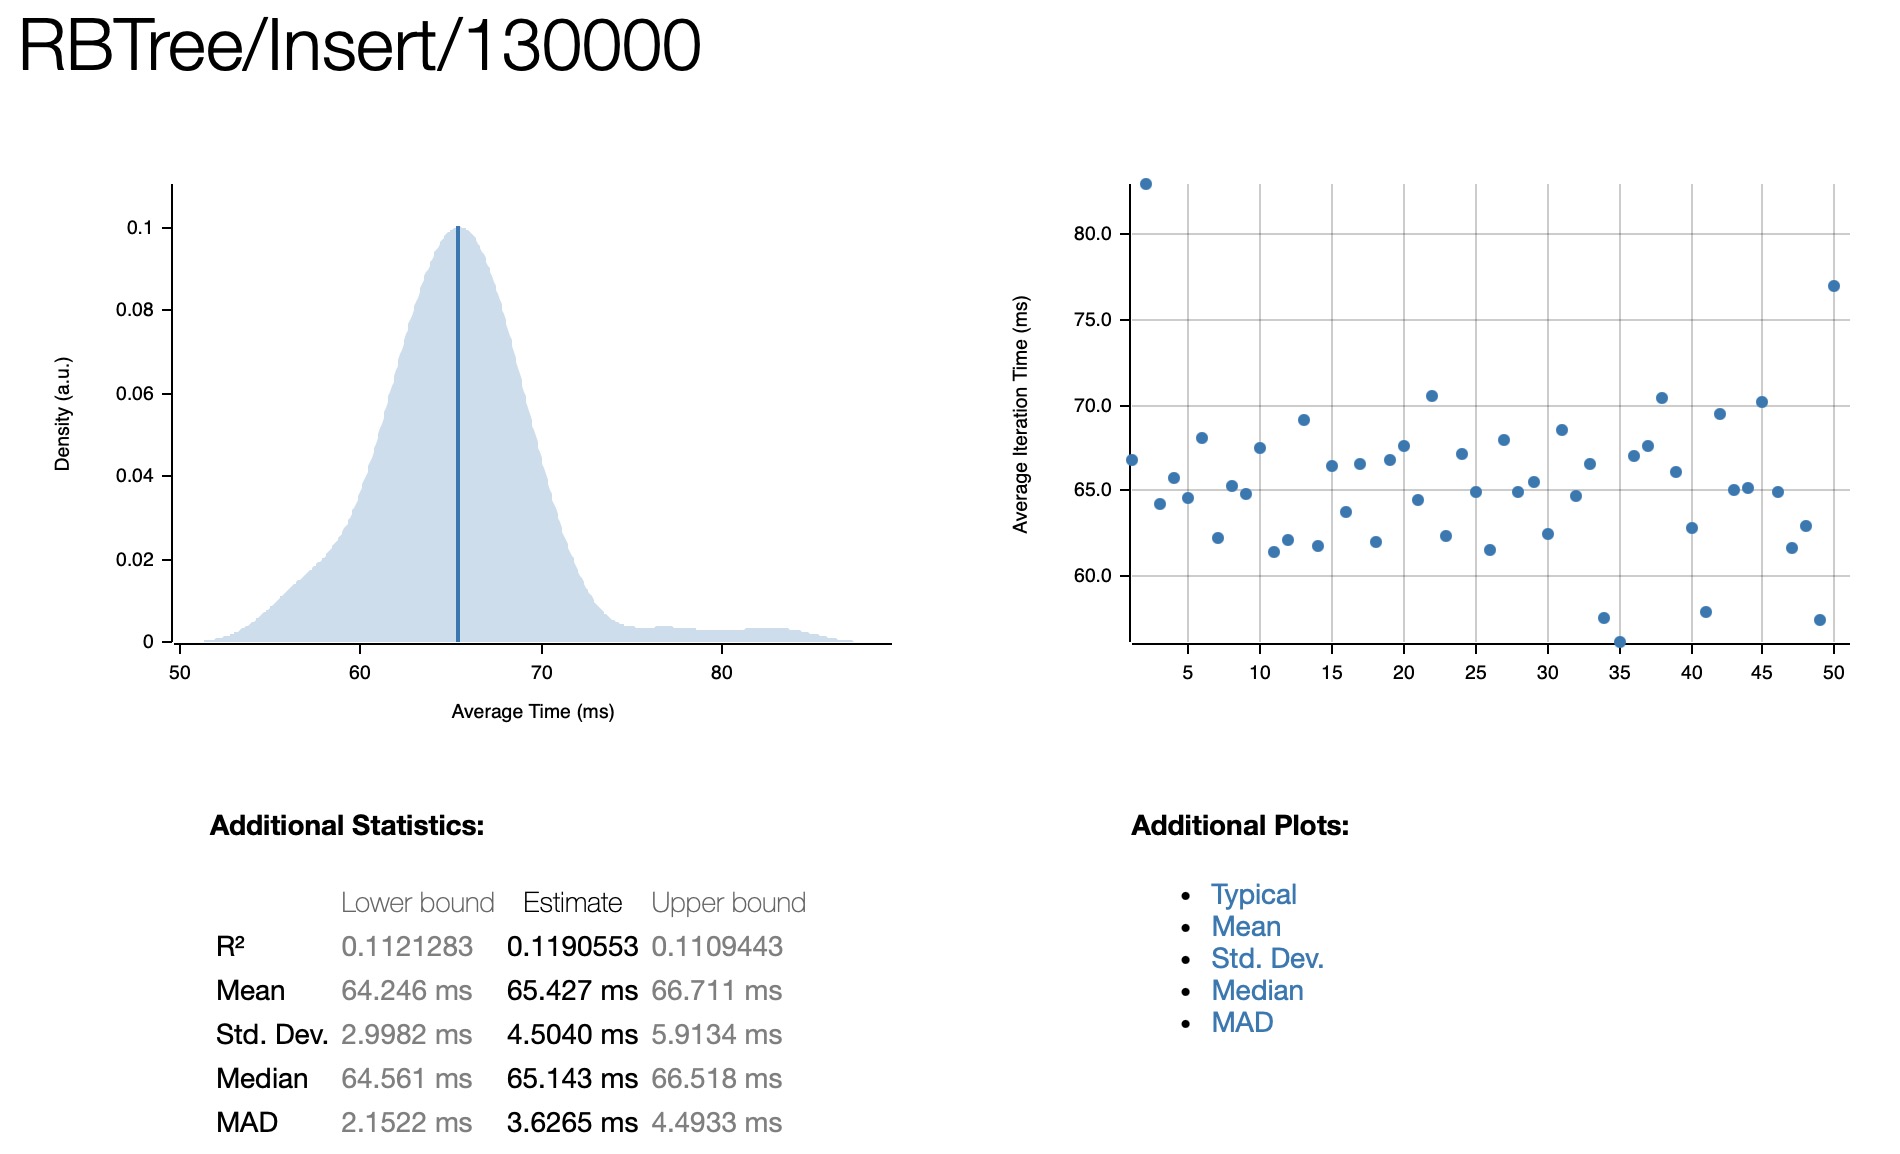 RBTree/Insert/130000
0.1
0.08
0.06
0.04
0.02
0
Density (a.u.)
50 60 70 80
Average Time (ms)
80.0
75.0
70.0
65.0
60.0
Average Iteration Time (ms)
5 10 15 20 25 30 35 40 45 50
Additional Statistics:
Lower bound Estimate Upper bound
R² 0.1121283 0.1190553 0.1109443
Mean 64.246 ms 65.427 ms 66.711 ms
Std. Dev. 2.9982 ms 4.5040 ms 5.9134 ms
Median 64.561 ms 65.143 ms 66.518 ms
MAD 2.1522 ms 3.6265 ms 4.4933 ms
Additional Plots:
Typical
Mean
Std. Dev.
Median
MAD